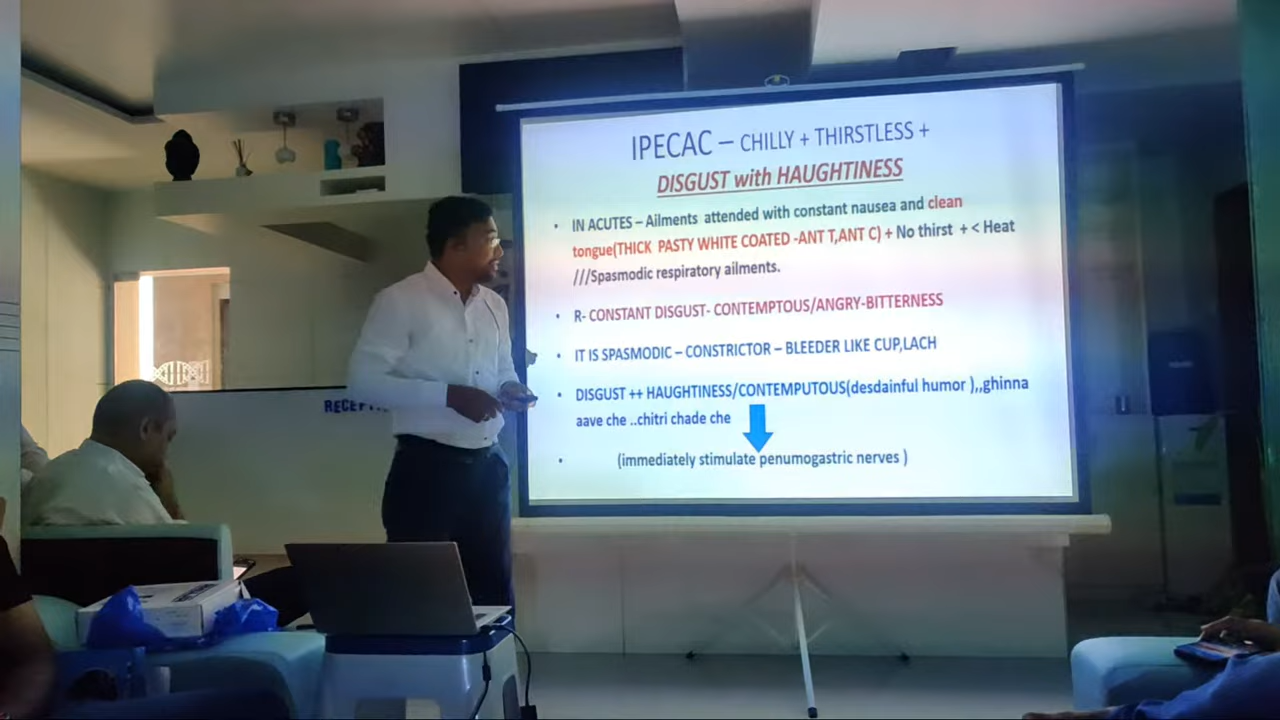 IPECAC – CHILLY + THIRSTLESS +
DISGUST with HAUGHTINESS
• IN ACUTES – Ailments attended with constant nausea and clean
tongue(THICK PASTY WHITE COATED -ANT T,ANT C) + No thirst + < Heat
///Spasmodic respiratory ailments.
• R- CONSTANT DISGUST- CONTEMPTOUS/ANGRY-BITTERNESS
• IT IS SPASMODIC – CONSTRICTOR – BLEEDER LIKE CUP,LACH
• DISGUST ++ HAUGHTINESS/CONTEMPUTOUS(desdainful humor ),,ghinna
aave che ..chitri chade che
• (immediately stimulate penumogastric nerves )